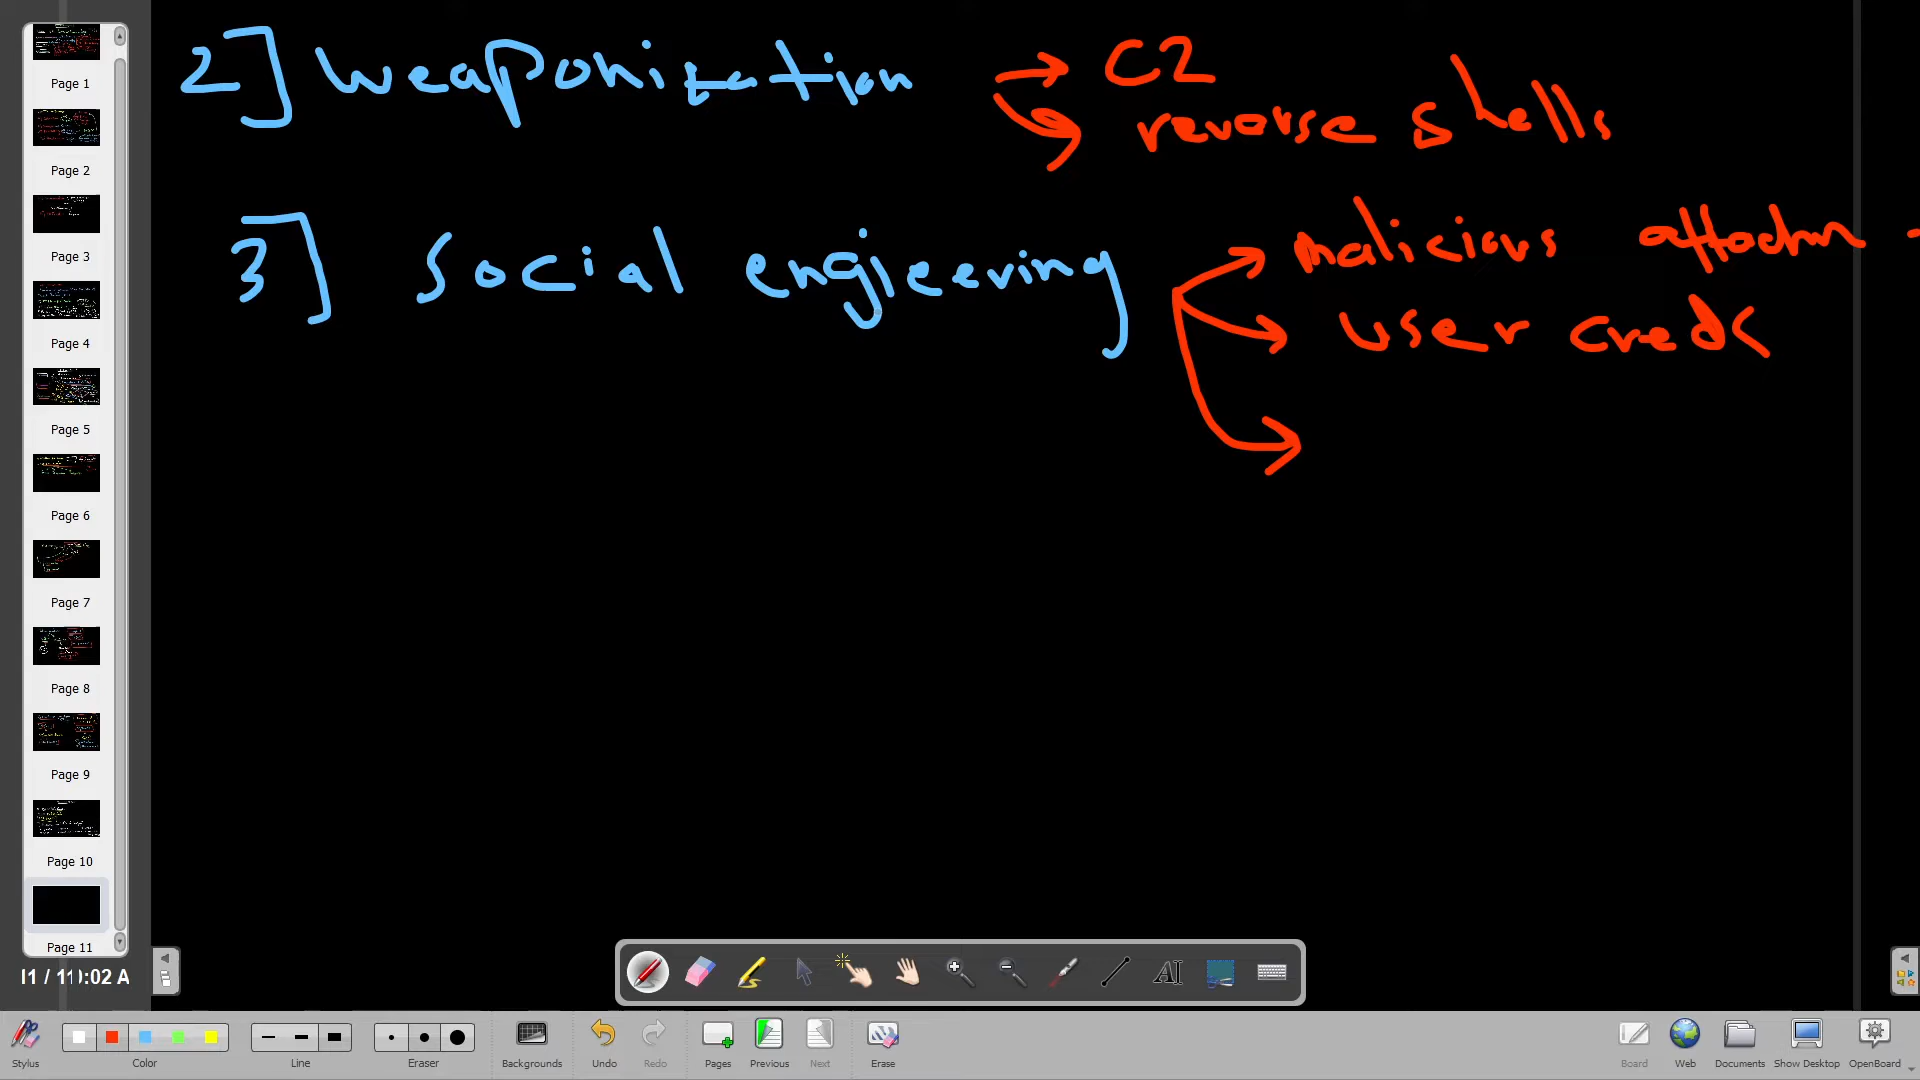 2] Weaponization → C2
→ reverse shells
3] Social engieering → malicious attachm
→ user creds
→
Page 1
Page 2
Page 3
Page 4
Page 5
Page 6
Page 7
Page 8
Page 9
Page 10
Page 11
Stylus
Color
Line
Eraser
Backgrounds
Undo
Redo
Pages
Previous
Next
Erase
Board
Web
Documents
Show Desktop
OpenBoard